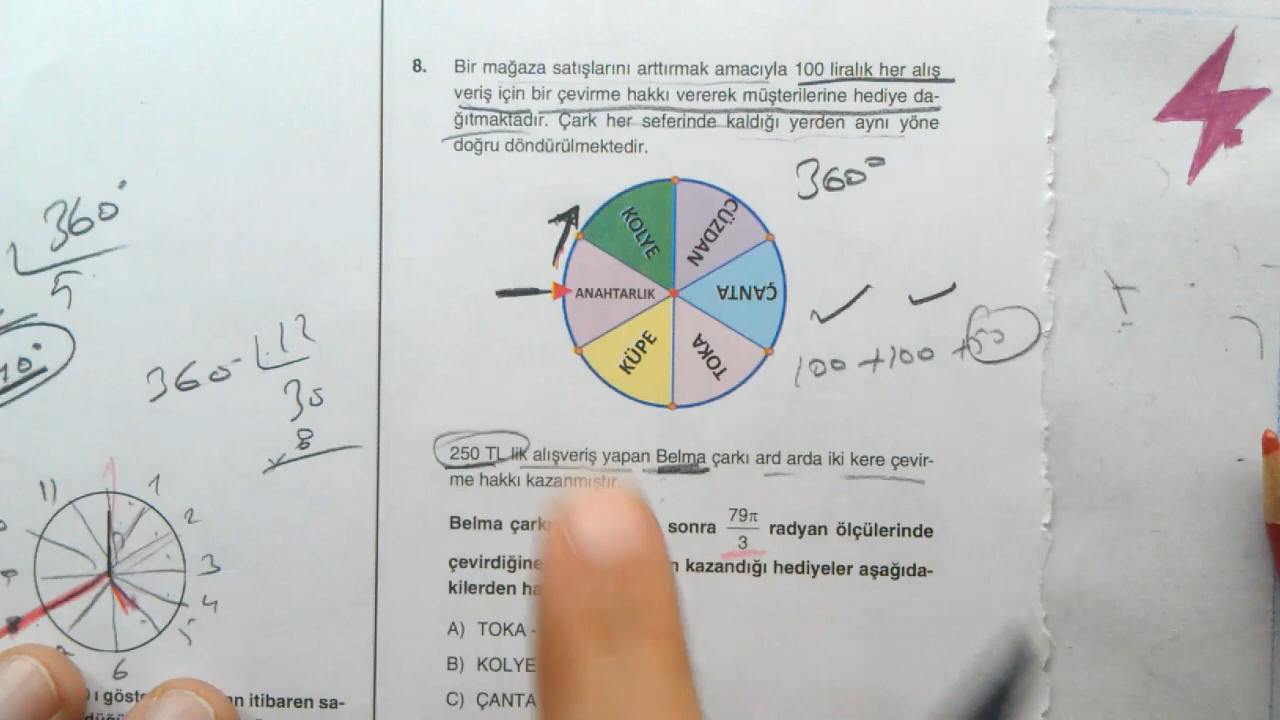 8. Bir mağaza satışlarını arttırmak amacıyla 100 liralık her alış
veriş için bir çevirme hakkı vererek müşterilerine hediye da-
ğıtmaktadır. Çark her seferinde kaldığı yerden aynı yöne
doğru döndürülmektedir.
360°
KOLYE
CÜZDAN
ANAHTARLIK
ÇANTA
KÜPE
TOKA
100 + 100 + 50
250 TL lik alışveriş yapan Belma çarkı ard arda iki kere çevir-
me hakkı kazanmıştır.
Belma çarkı sonra 79π/3 radyan ölçülerinde
çevirdiğine kazandığı hediyeler aşağıda-
kilerden
A) TOKA -
B) KOLYE
C) ÇANTA
360°
5
360° 12
30
x 8
11 1
2
3
4
5
6
itibaren sa-